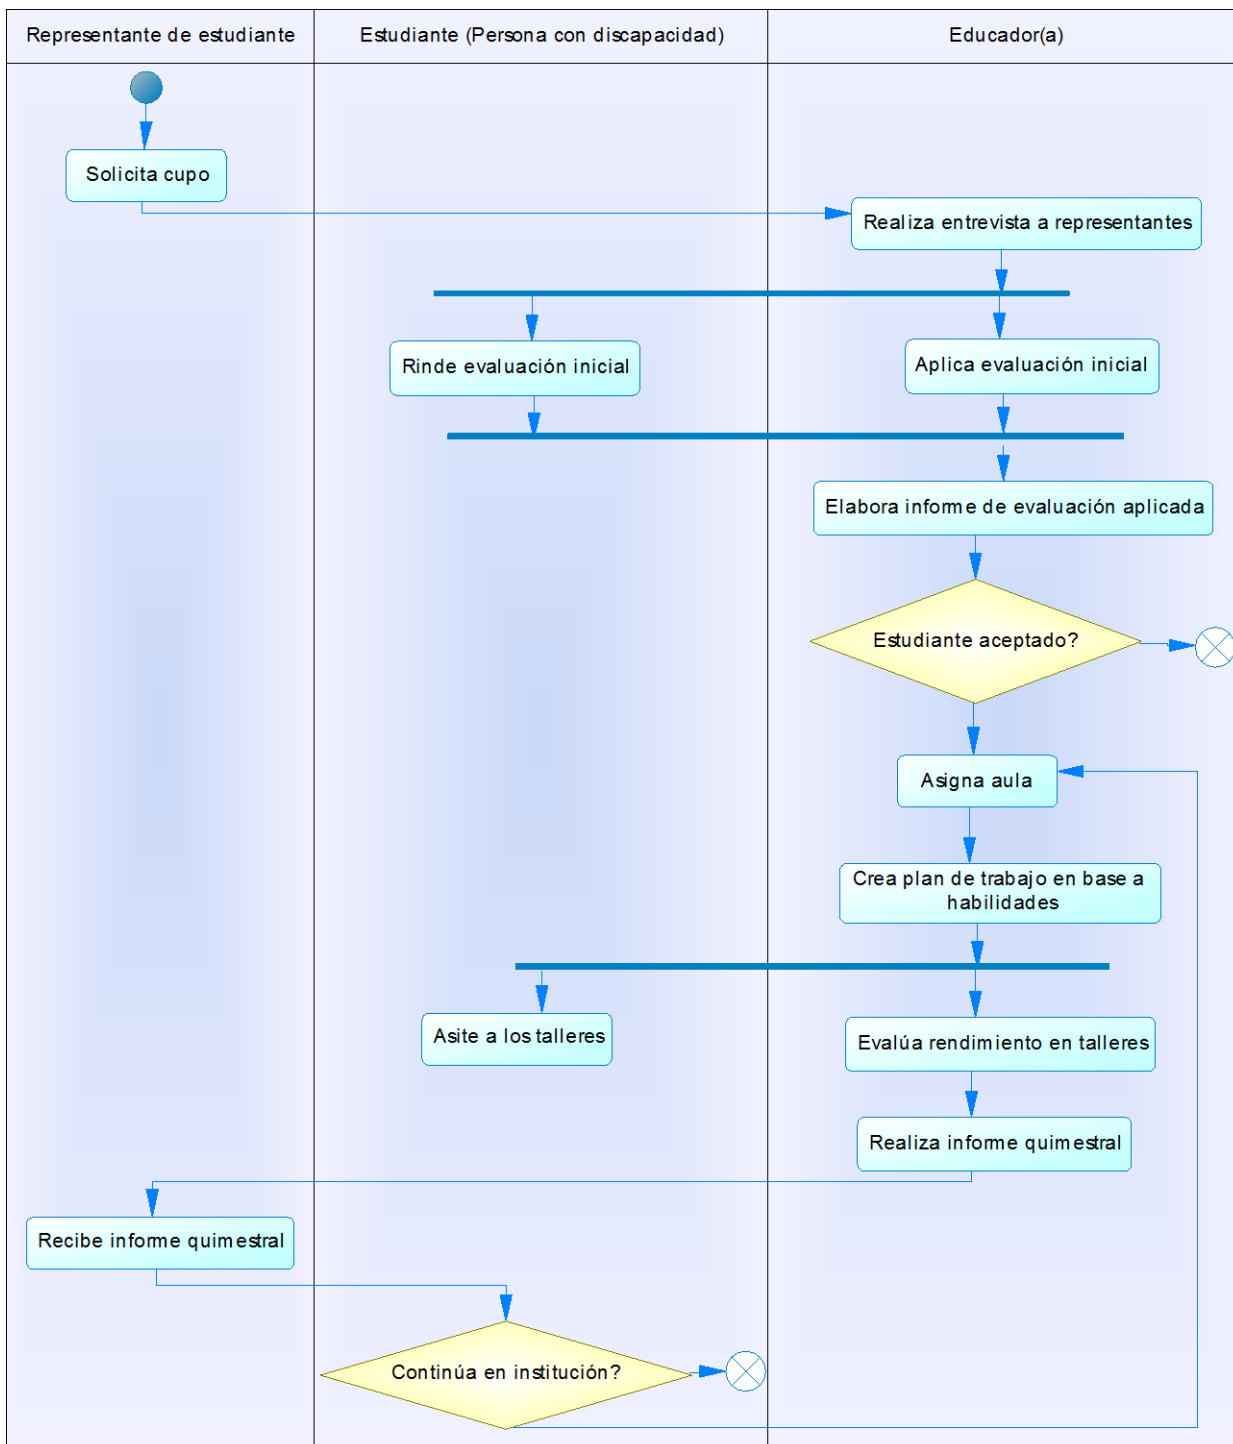 Representante de estudiante
Estudiante (Persona con discapacidad)
Educador(a)
Solicita cupo
Realiza entrevista a representantes
Rinde evaluación inicial
Aplica evaluación inicial
Elabora informe de evaluación aplicada
Estudiante aceptado?
Asigna aula
Crea plan de trabajo en base a
habilidades
Asite a los talleres
Evalúa rendimiento en talleres
Realiza informe quimestral
Recibe informe quimestral
Continúa en institución?